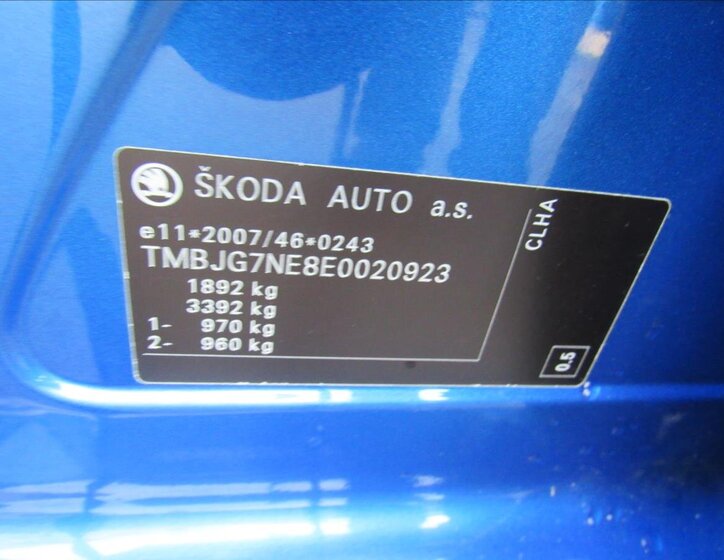 ŠKODA AUTO a.s.
e11*2007/46*0243
TMBJG7NE8E0020923
1892 kg
3392 kg
1- 970 kg
2- 960 kg
CLHA
0.5